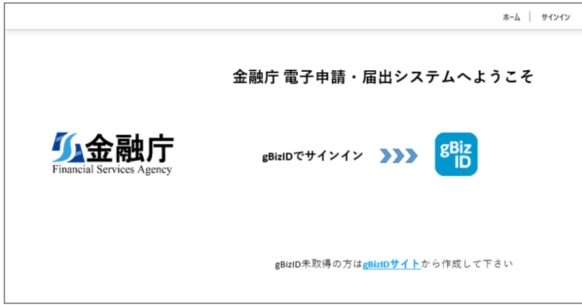 ホーム | サインイン
金融庁 電子申請・届出システムへようこそ
金融庁
Financial Services Agency
gBizIDでサインイン
gBiz
ID
gBizID未取得の方はgBizIDサイトから作成して下さい